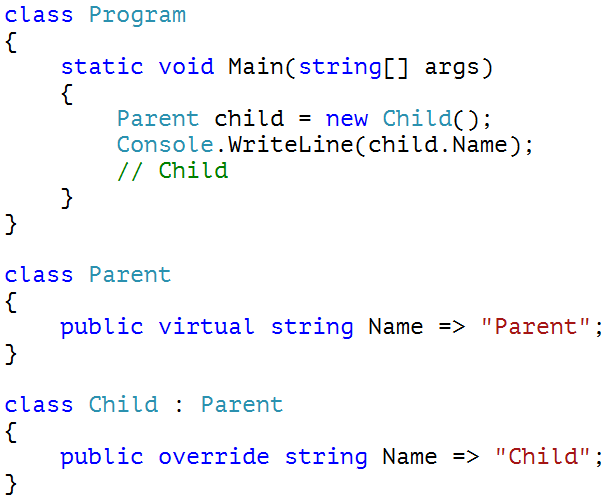 class Program
{
    static void Main(string[] args)
    {
        Parent child = new Child();
        Console.WriteLine(child.Name);
        // Child
    }
}

class Parent
{
    public virtual string Name => "Parent";
}

class Child : Parent
{
    public override string Name => "Child";
}